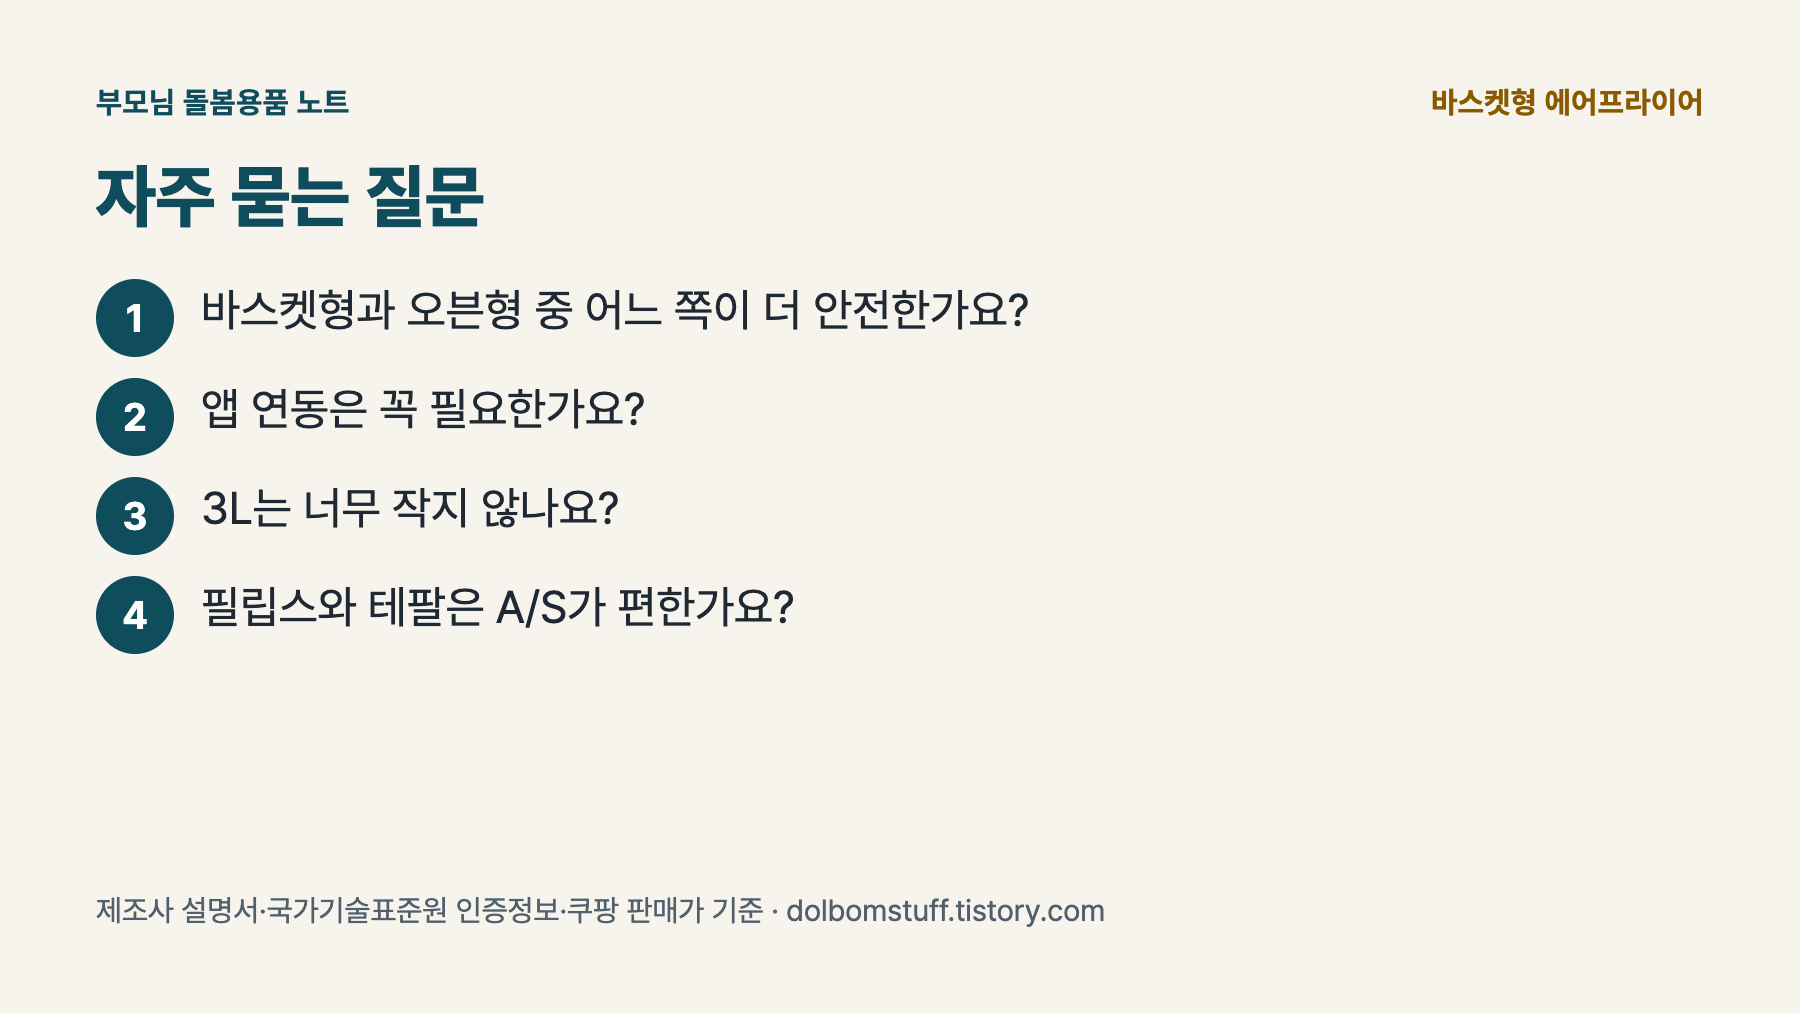 부모님 돌봄용품 노트
바스켓형 에어프라이어
자주 묻는 질문
1 바스켓형과 오븐형 중 어느 쪽이 더 안전한가요?
2 앱 연동은 꼭 필요한가요?
3 3L는 너무 작지 않나요?
4 필립스와 테팔은 A/S가 편한가요?
제조사 설명서·국가기술표준원 인증정보·쿠팡 판매가 기준 · dolbomstuff.tistory.com